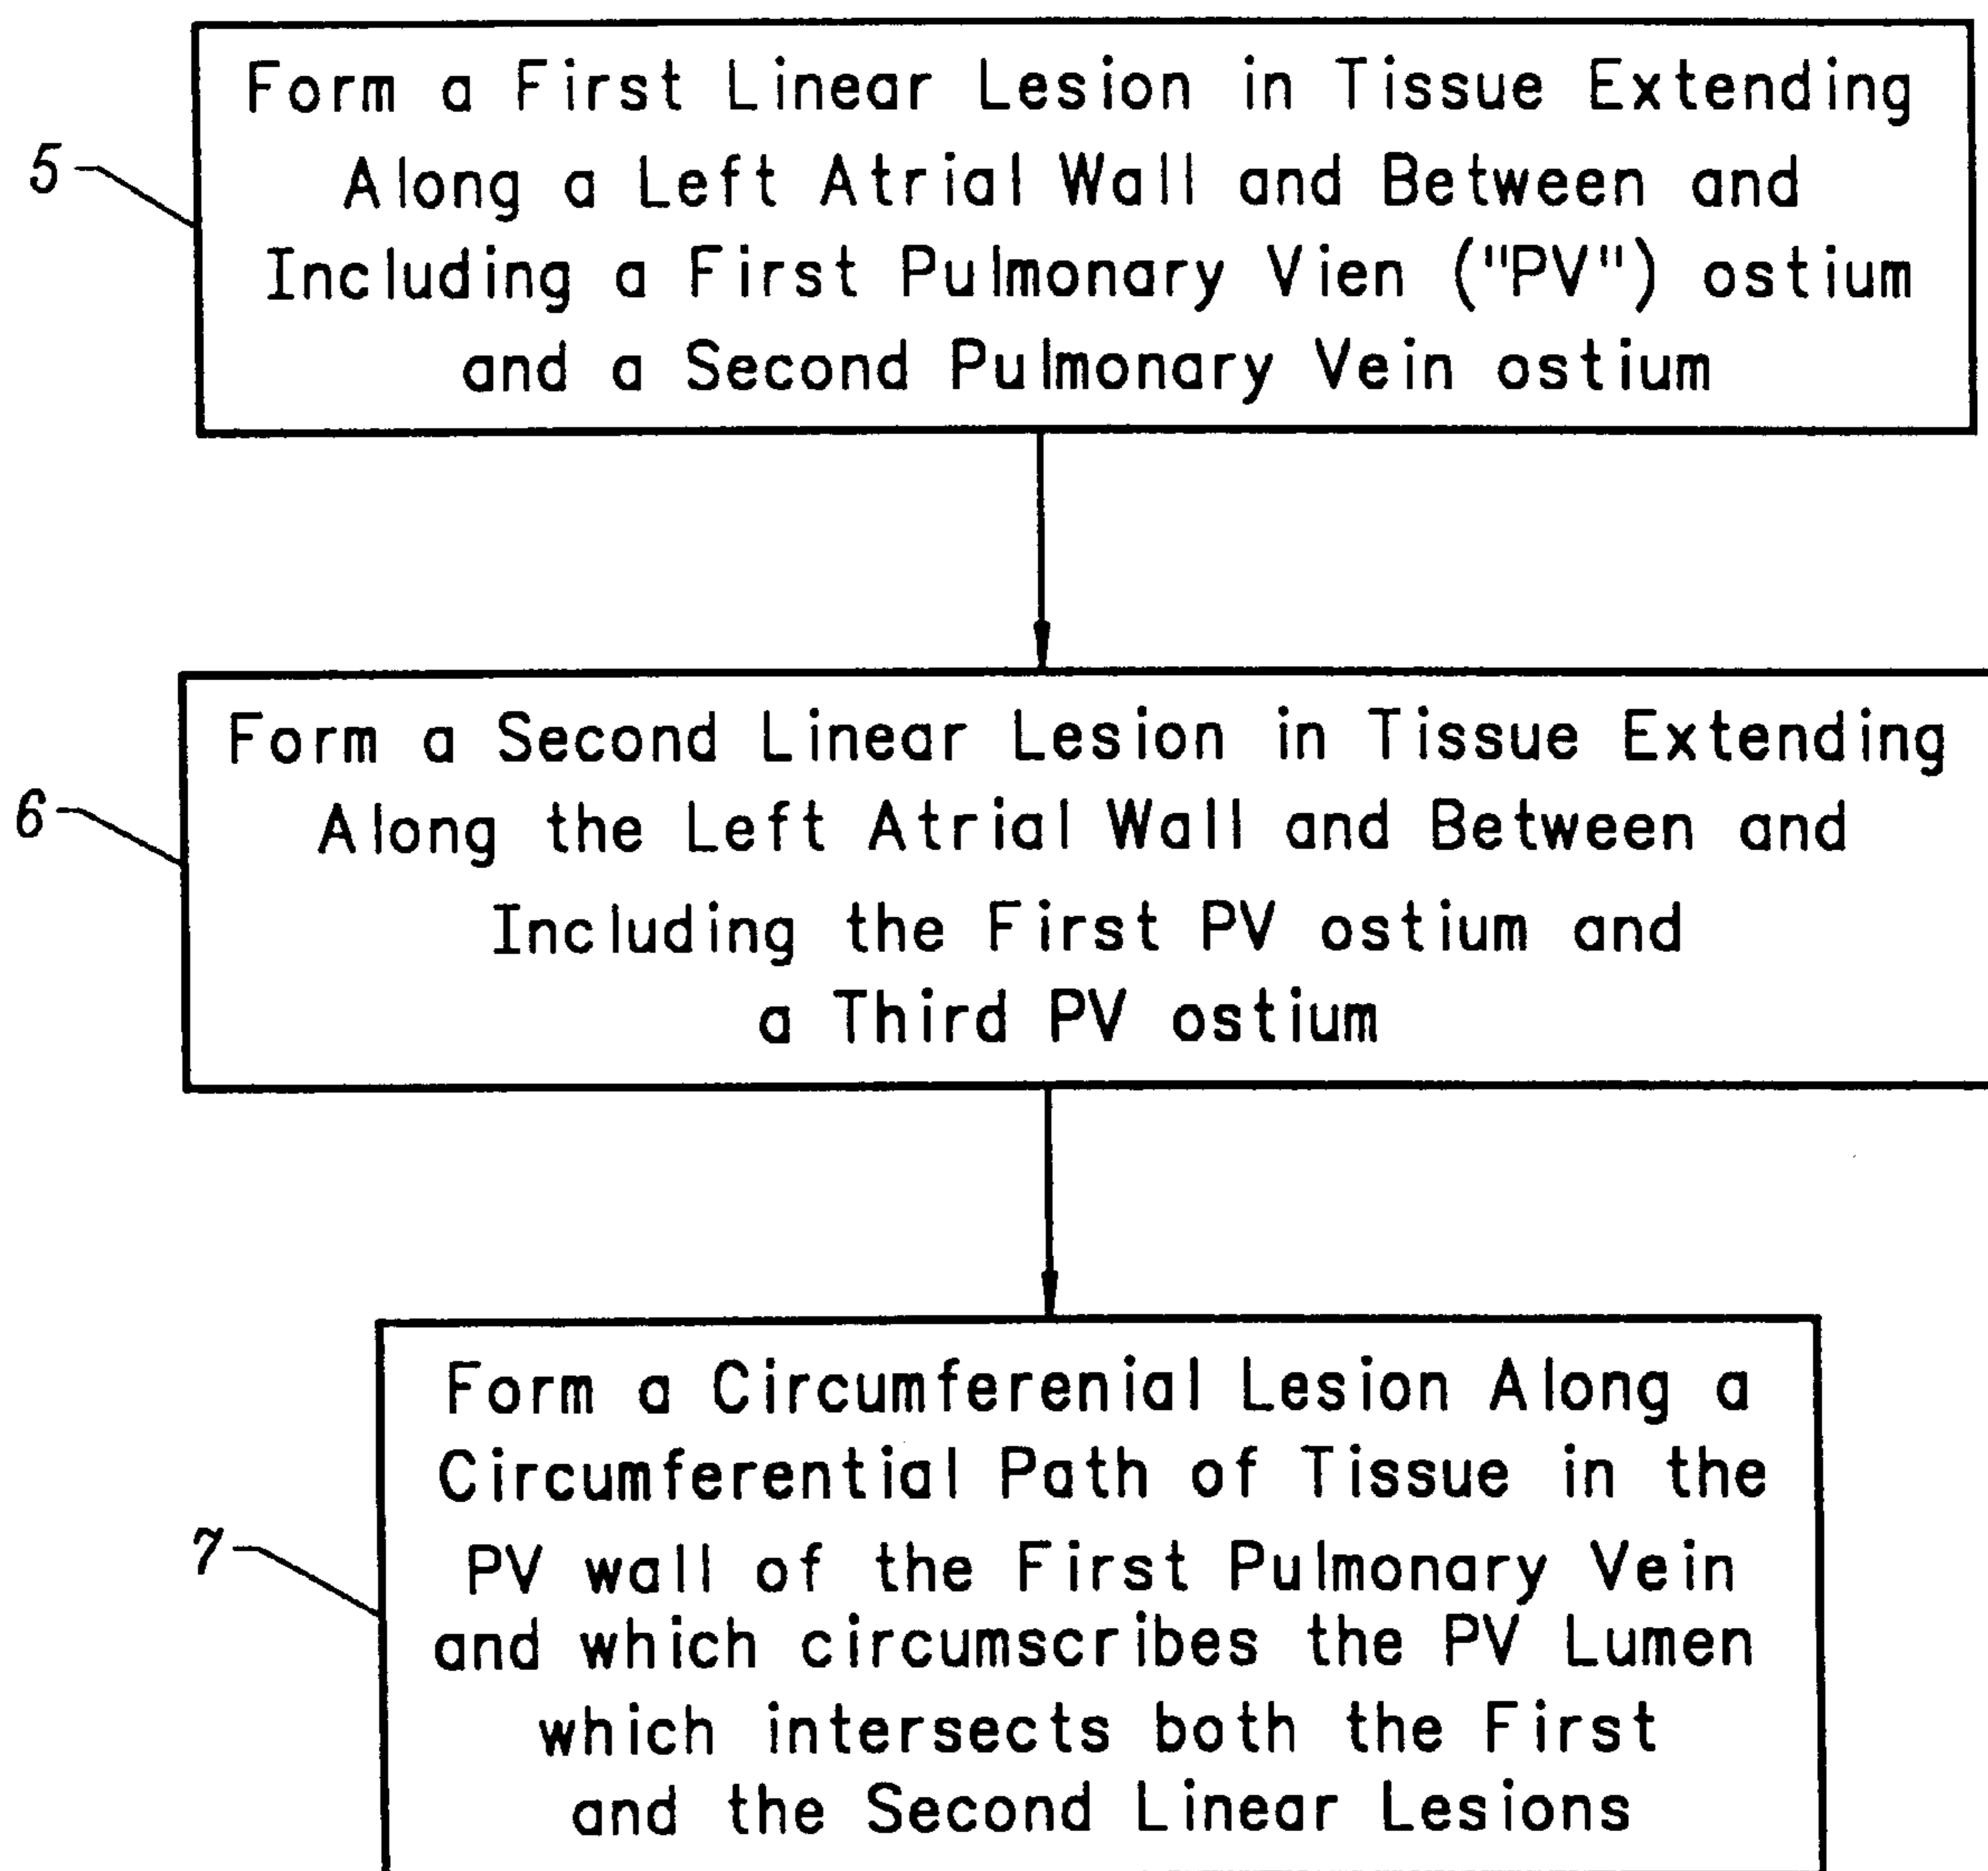 Form a First Linear Lesion in Tissue Extending
5
Along a Left Atrial Wall and Between and
Including a First Pulmonary Vien ("PV") ostium
and a Second Pulmonary Vein ostium
Form a Second Linear Lesion in Tissue Extending
6
Along the Left Atrial Wall and Between and
Including the First PV ostium and
a Third PV ostium
Form a Circumferenial Lesion Along a
Circumferential Path of Tissue in the
7
PV wall of the First Pulmonary Vein
and which circumscribes the PV Lumen
which intersects both the First
and the Second Linear Lesions